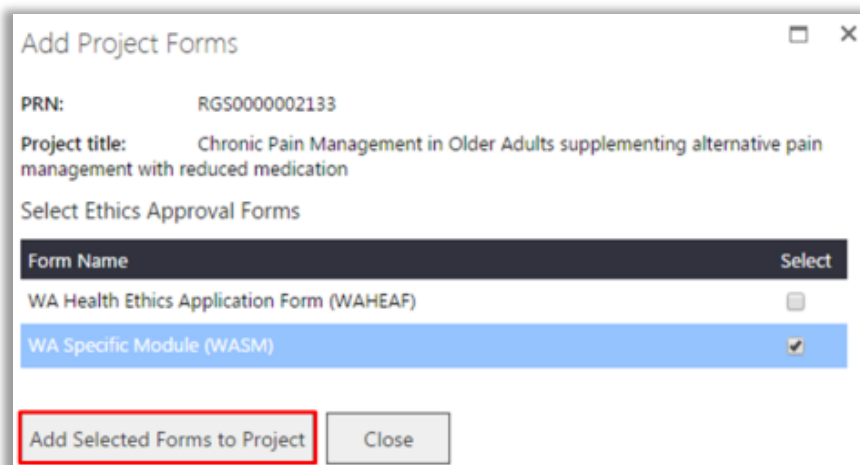 Add Project Forms
PRN: RGS0000002133
Project title: Chronic Pain Management in Older Adults supplementing alternative pain
management with reduced medication
Select Ethics Approval Forms
Form Name Select
WA Health Ethics Application Form (WAHEAF)
WA Specific Module (WASM)
Add Selected Forms to Project Close